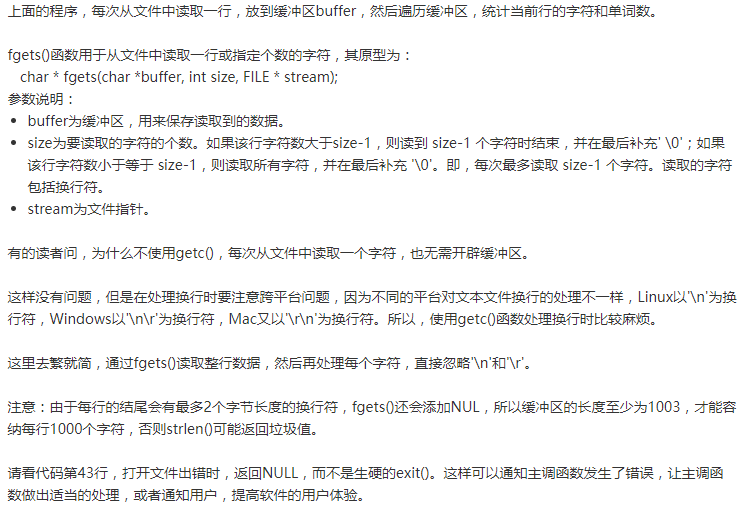 上面的程序，每次从文件中读取一行，放到缓冲区buffer，然后遍历缓冲区，统计当前行的字符和单词数。
fgets()函数用于从文件中读取一行或指定个数的字符，其原型为：
char * fgets(char *buffer, int size, FILE * stream);
参数说明：
• buffer为缓冲区，用来保存读取到的数据。
• size为要读取的字符的个数。如果该行字符数大于size-1，则读到 size-1 个字符时结束，并在最后补充' \0'；如果
该行字符数小于等于 size-1，则读取所有字符，并在最后补充 '\0'。即，每次最多读取 size-1 个字符。读取的字符
包括换行符。
• stream为文件指针。
有的读者问，为什么不使用getc()，每次从文件中读取一个字符，也无需开辟缓冲区。
这样没有问题，但是在处理换行时要注意跨平台问题，因为不同的平台对文本文件换行的处理不一样，Linux以'\n'为换
行符，Windows以'\n\r'为换行符，Mac又以'\r\n'为换行符。所以，使用getc()函数处理换行时比较麻烦。
这里去繁就简，通过fgets()读取整行数据，然后再处理每个字符，直接忽略'\n'和'\r'。
注意：由于每行的结尾会有最多2个字节长度的换行符，fgets()还会添加NUL，所以缓冲区的长度至少为1003，才能容
纳每行1000个字符，否则strlen()可能返回垃圾值。
请看代码第43行，打开文件出错时，返回NULL，而不是生硬的exit()。这样可以通知主调函数发生了错误，让主调函
数做出适当的处理，或者通知用户，提高软件的用户体验。